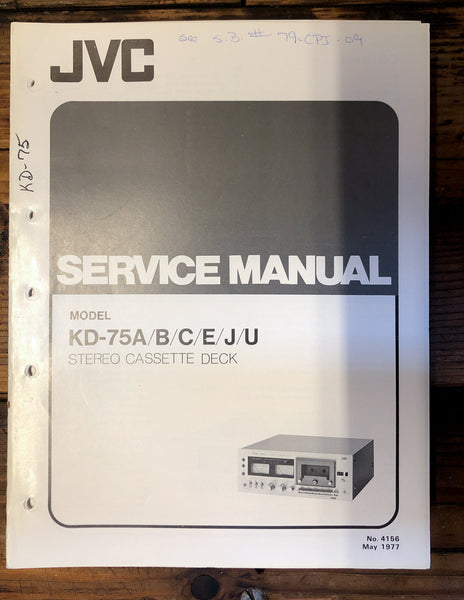 see S.B. # 79-CPJ-09
JVC
KD-75
SERVICE MANUAL
MODEL
KD-75A/B/C/E/J/U
STEREO CASSETTE DECK
No. 4156
May 1977